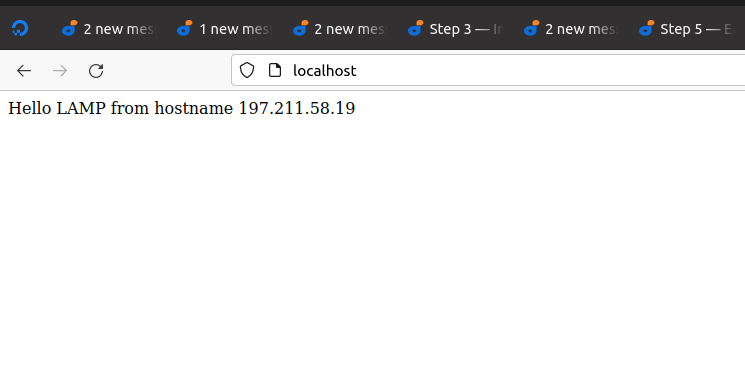 2 new mes
1 new mes
2 new mes
Step 3 — In
2 new mes
Step 5 — E
localhost
Hello LAMP from hostname 197.211.58.19